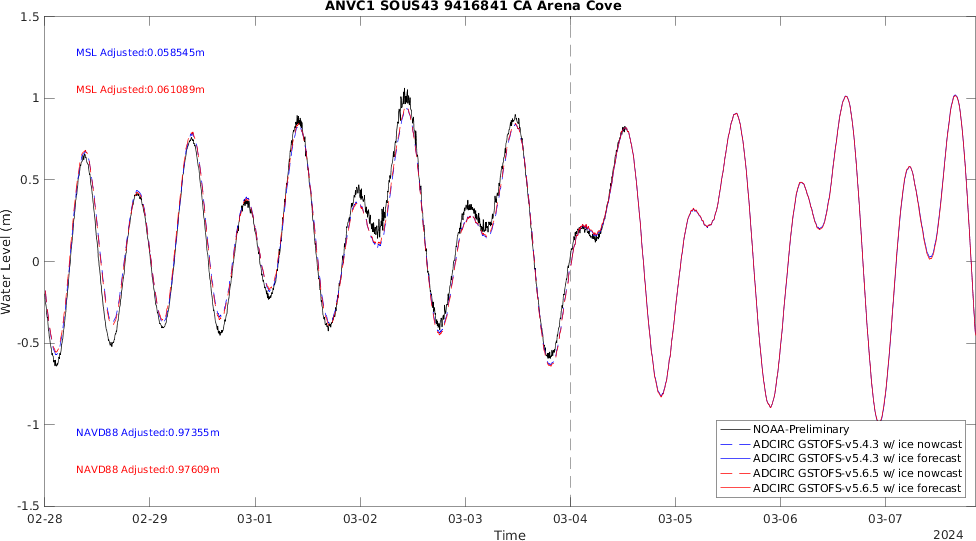 ANVC1 SOUS43 9416841 CA Arena Cove
1.5
MSL Adjusted:0.058545m
1
MSL Adjusted:0.061089m
0.5
0
Water Level (m)
-0.5
-1
NAVD88 Adjusted:0.97355m
NAVD88 Adjusted:0.97609m
-1.5
NOAA-Preliminary
ADCIRC GSTOFS-v5.4.3 w/ ice nowcast
ADCIRC GSTOFS-v5.4.3 w/ ice forecast
ADCIRC GSTOFS-v5.6.5 w/ ice nowcast
ADCIRC GSTOFS-v5.6.5 w/ ice forecast
02-28 02-29 03-01 03-02 03-03 03-04 03-05 03-06 03-07
Time
2024